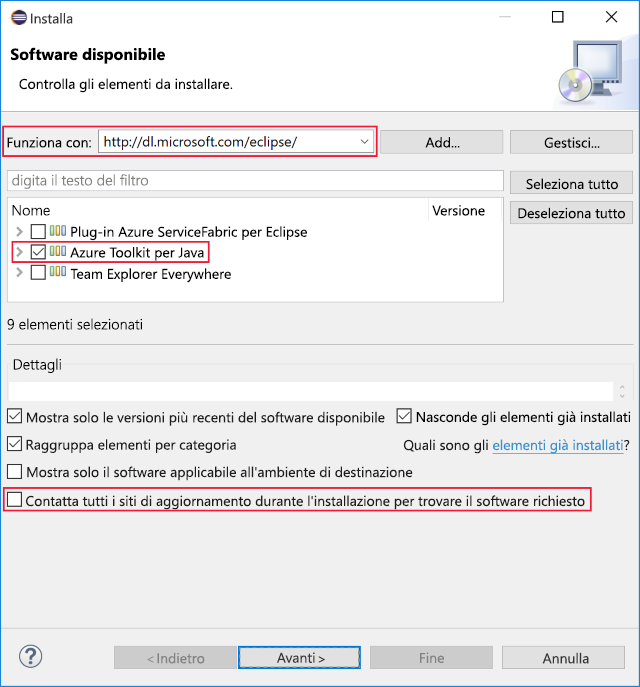 Installa
Software disponibile
Controlla gli elementi da installare.
Funziona con: http://dl.microsoft.com/eclipse/ Add... Gestisci...
digita il testo del filtro Seleziona tutto
Nome Versione Deseleziona tutto
Plug-in Azure ServiceFabric per Eclipse
Azure Toolkit per Java
Team Explorer Everywhere
9 elementi selezionati
Dettagli
Mostra solo le versioni più recenti del software disponibile Nasconde gli elementi già installati
Raggruppa elementi per categoria Quali sono gli elementi già installati?
Mostra solo il software applicabile all'ambiente di destinazione
Contatta tutti i siti di aggiornamento durante l'installazione per trovare il software richiesto
? < Indietro Avanti > Fine Annulla